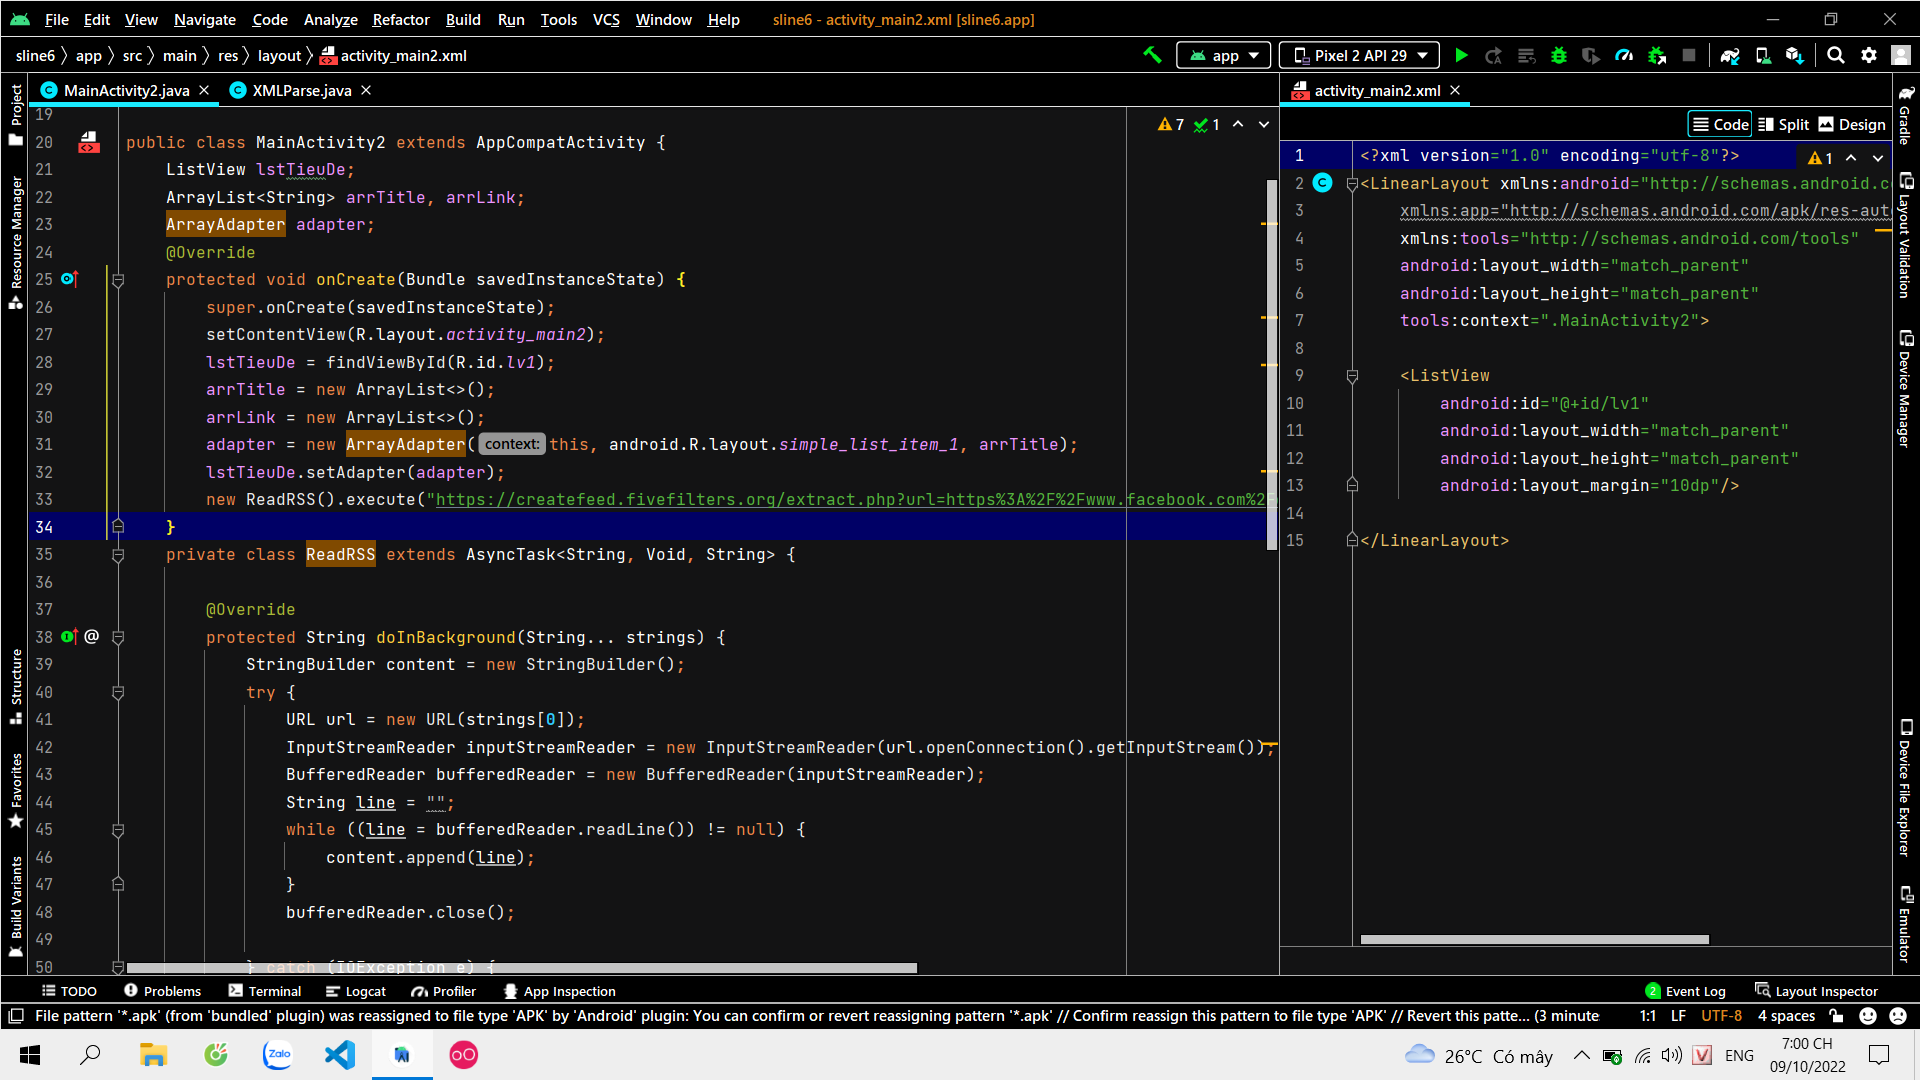 File Edit View Navigate Code Analyze Refactor Build Run Tools VCS Window Help sline6 - activity_main2.xml [sline6.app]
sline6 app src main res layout activity_main2.xml app Pixel 2 API 29
MainActivity2.java XMLParse.java
activity_main2.xml
Project
Resource Manager
Structure
Favorites
Build Variants
7 1
19
20 public class MainActivity2 extends AppCompatActivity {
21 ListView lstTieuDe;
22 ArrayList<String> arrTitle, arrLink;
23 ArrayAdapter adapter;
24 @Override
25 protected void onCreate(Bundle savedInstanceState) {
26 super.onCreate(savedInstanceState);
27 setContentView(R.layout.activity_main2);
28 lstTieuDe = findViewById(R.id.lv1);
29 arrTitle = new ArrayList<>();
30 arrLink = new ArrayList<>();
31 adapter = new ArrayAdapter( context: this, android.R.layout.simple_list_item_1, arrTitle);
32 lstTieuDe.setAdapter(adapter);
33 new ReadRSS().execute("https://createfeed.fivefilters.org/extract.php?url=https%3A%2F%2Fwww.facebook.com%2F
34 }
35 private class ReadRSS extends AsyncTask<String, Void, String> {
36
37 @Override
38 @ protected String doInBackground(String... strings) {
39 StringBuilder content = new StringBuilder();
40 try {
41 URL url = new URL(strings[0]);
42 InputStreamReader inputStreamReader = new InputStreamReader(url.openConnection().getInputStream());
43 BufferedReader bufferedReader = new BufferedReader(inputStreamReader);
44 String line = "";
45 while ((line = bufferedReader.readLine()) != null) {
46 content.append(line);
47 }
48 bufferedReader.close();
49
50 } catch (IOException e) {
Code Split Design
1
1 <?xml version="1.0" encoding="utf-8"?>
2 <LinearLayout xmlns:android="http://schemas.android.c
3 xmlns:app="http://schemas.android.com/apk/res-aut
4 xmlns:tools="http://schemas.android.com/tools"
5 android:layout_width="match_parent"
6 android:layout_height="match_parent"
7 tools:context=".MainActivity2">
8
9 <ListView
10 android:id="@+id/lv1"
11 android:layout_width="match_parent"
12 android:layout_height="match_parent"
13 android:layout_margin="10dp"/>
14
15 </LinearLayout>
Gradle
Layout Validation
Device Manager
Device File Explorer
Emulator
TODO Problems Terminal Logcat Profiler App Inspection 2 Event Log Layout Inspector
File pattern '*.apk' (from 'bundled' plugin) was reassigned to file type 'APK' by 'Android' plugin: You can confirm or revert reassigning pattern '*.apk' // Confirm reassign this pattern to file type 'APK' // Revert this patte... (3 minute 1:1 LF UTF-8 4 spaces
Zalo 26°C Có mây V ENG 7:00 CH
09/10/2022